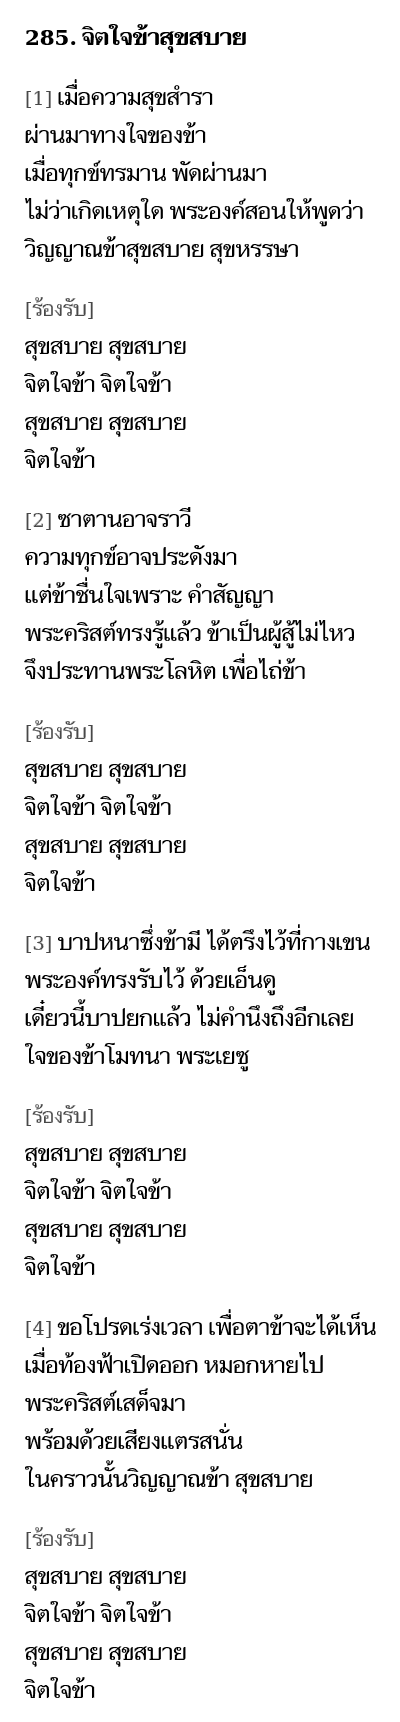 285. จิตใจข้าสุขสบาย
[1] เมื่อความสุขสำรา
ผ่านมาทางใจของข้า
เมื่อทุกข์ทรมาน พัดผ่านมา
ไม่ว่าเกิดเหตุใด พระองค์สอนให้พูดว่า
วิญญาณข้าสุขสบาย สุขหรรษา
[ร้องรับ]
สุขสบาย สุขสบาย
จิตใจข้า จิตใจข้า
สุขสบาย สุขสบาย
จิตใจข้า
[2] ซาตานอาจราวี
ความทุกข์อาจประดังมา
แต่ข้าชื่นใจเพราะ คำสัญญา
พระคริสต์ทรงรู้แล้ว ข้าเป็นผู้สู้ไม่ไหว
จึงประทานพระโลหิต เพื่อไถ่ข้า
[ร้องรับ]
สุขสบาย สุขสบาย
จิตใจข้า จิตใจข้า
สุขสบาย สุขสบาย
จิตใจข้า
[3] บาปหนาซึ่งข้ามี ได้ตรึงไว้ที่กางเขน
พระองค์ทรงรับไว้ ด้วยเอ็นดู
เดี๋ยวนี้บาปยกแล้ว ไม่คำนึงถึงอีกเลย
ใจของข้าโมทนา พระเยซู
[ร้องรับ]
สุขสบาย สุขสบาย
จิตใจข้า จิตใจข้า
สุขสบาย สุขสบาย
จิตใจข้า
[4] ขอโปรดเร่งเวลา เพื่อตาข้าจะได้เห็น
เมื่อท้องฟ้าเปิดออก หมอกหายไป
พระคริสต์เสด็จมา
พร้อมด้วยเสียงแตรสนั่น
ในคราวนั้นวิญญาณข้า สุขสบาย
[ร้องรับ]
สุขสบาย สุขสบาย
จิตใจข้า จิตใจข้า
สุขสบาย สุขสบาย
จิตใจข้า